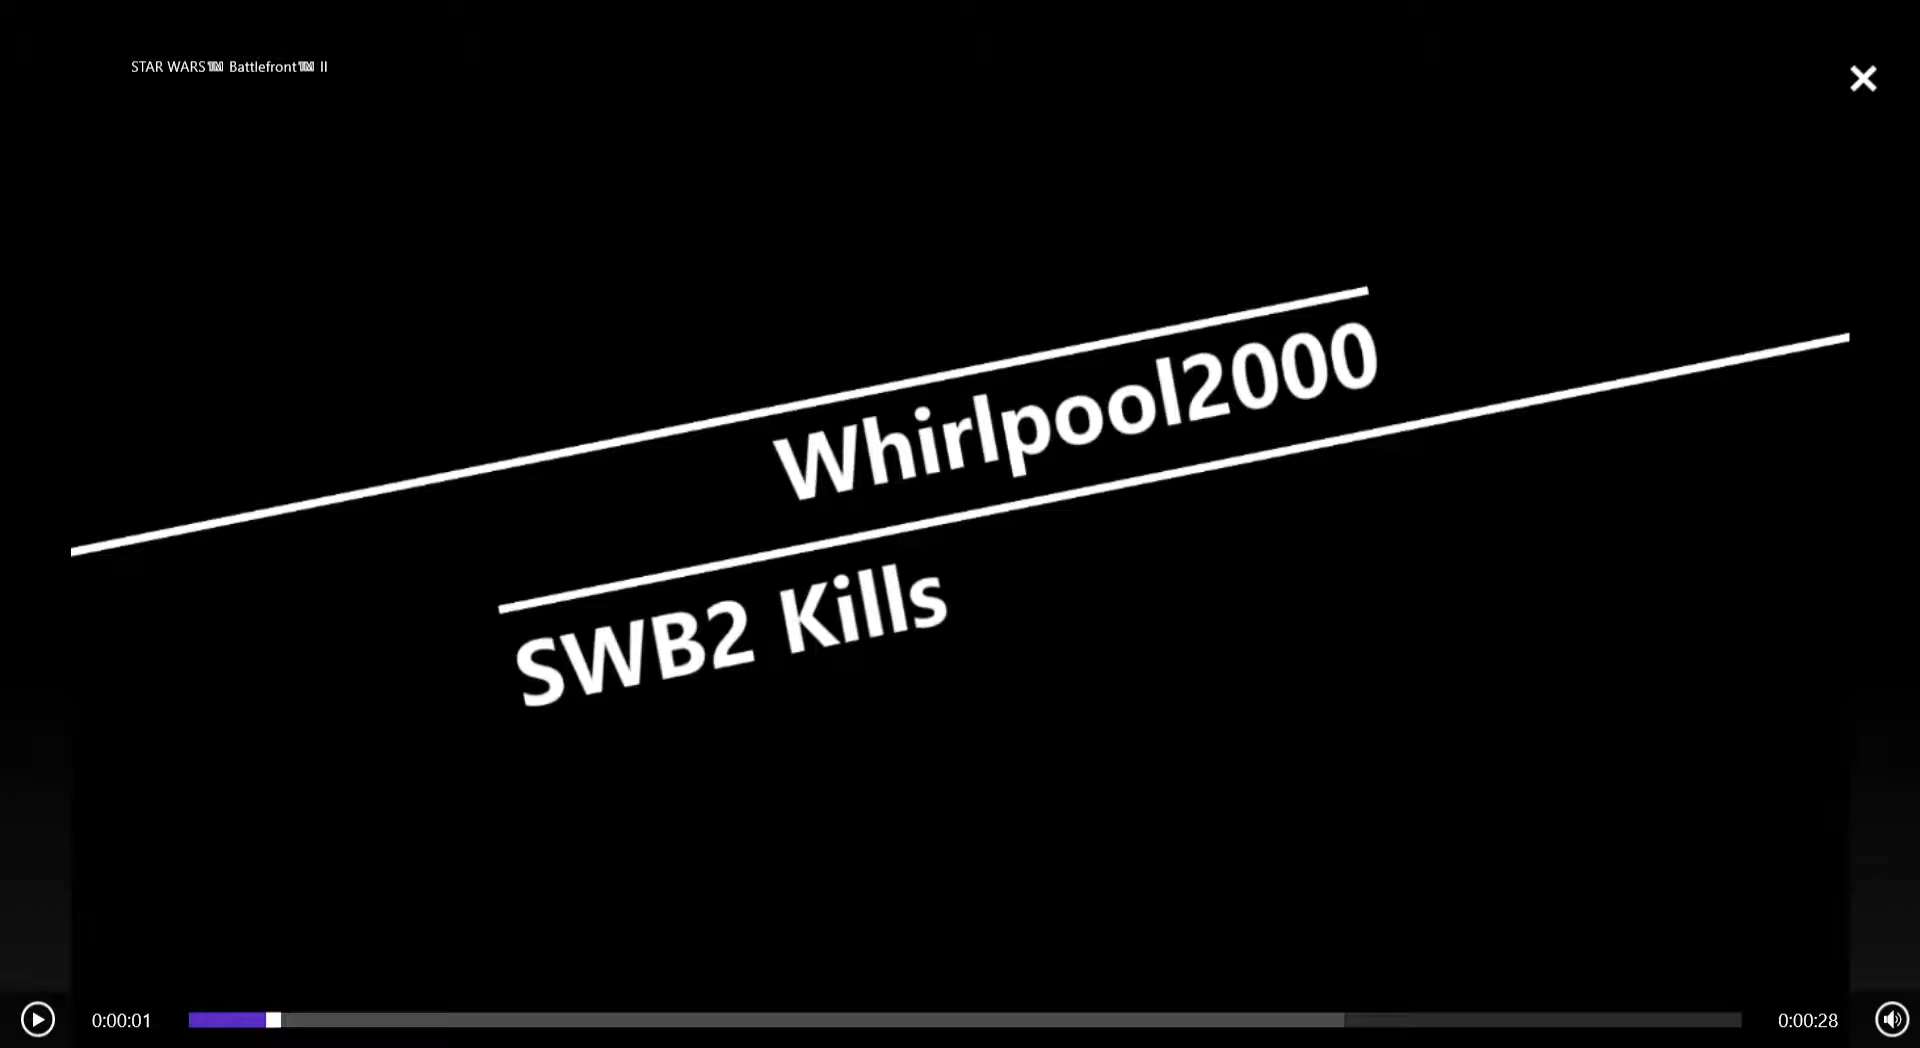 STAR WARS™ Battlefront™ II
Whirlpool2000
SWB2 Kills
0:00:01
0:00:28